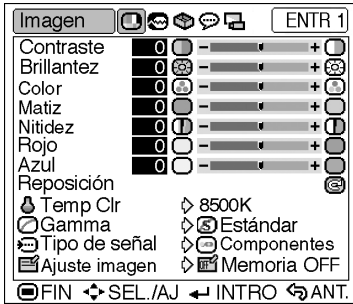 Imagen ENTR 1
Contraste 0 - +
Brillantez 0 - +
Color 0 - +
Matiz 0 - +
Nitidez 0 - +
Rojo 0 - +
Azul 0 - +
Reposición
Temp Clr 8500K
Gamma Estándar
Tipo de señal Componentes
Ajuste imagen Memoria OFF
FIN SEL./AJ INTRO ANT.